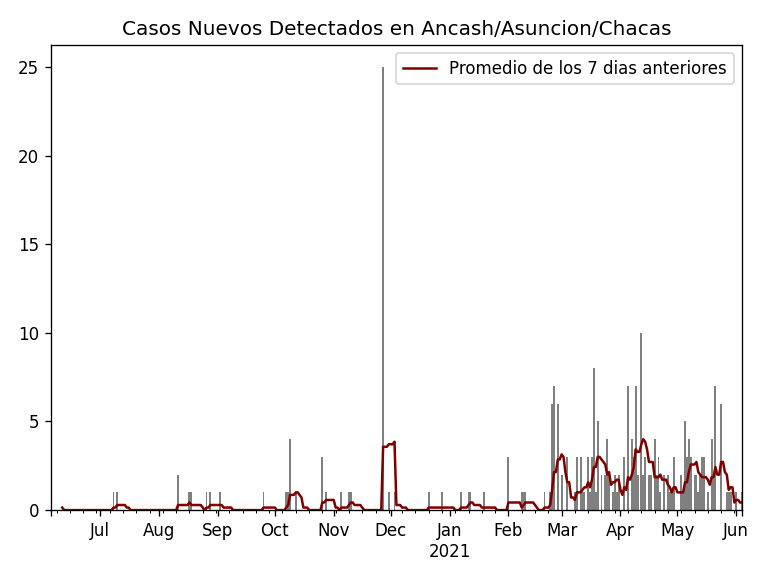 Casos Nuevos Detectados en Ancash/Asuncion/Chacas
Promedio de los 7 dias anteriores
25
20
15
10
5
0
Jul Aug Sep Oct Nov Dec Jan Feb Mar Apr May Jun
2021